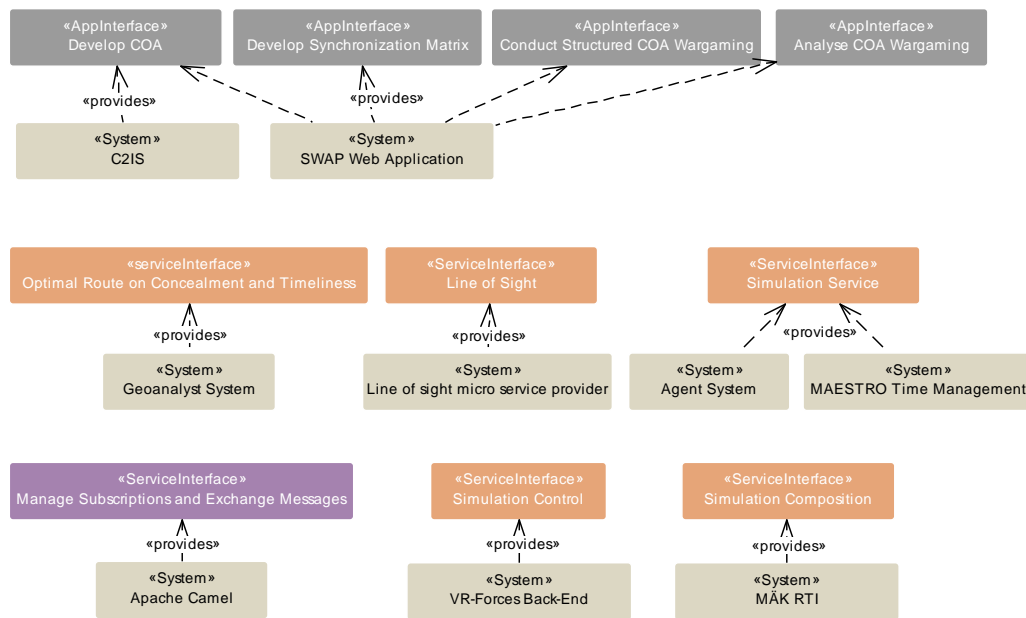 «AppInterface»
Develop COA
«AppInterface»
Develop Synchronization Matrix
«AppInterface»
Conduct Structured COA Wargaming
«AppInterface»
Analyse COA Wargaming
«provides»
«provides»
«System»
C2IS
«System»
SWAP Web Application
«serviceInterface»
Optimal Route on Concealment and Timeliness
«ServiceInterface»
Line of Sight
«ServiceInterface»
Simulation Service
«provides»
«provides»
«provides»
«System»
Geoanalyst System
«System»
Line of sight micro service provider
«System»
Agent System
«System»
MAESTRO Time Management
«ServiceInterface»
Manage Subscriptions and Exchange Messages
«ServiceInterface»
Simulation Control
«ServiceInterface»
Simulation Composition
«provides»
«provides»
«provides»
«System»
Apache Camel
«System»
VR-Forces Back-End
«System»
MÄK RTI